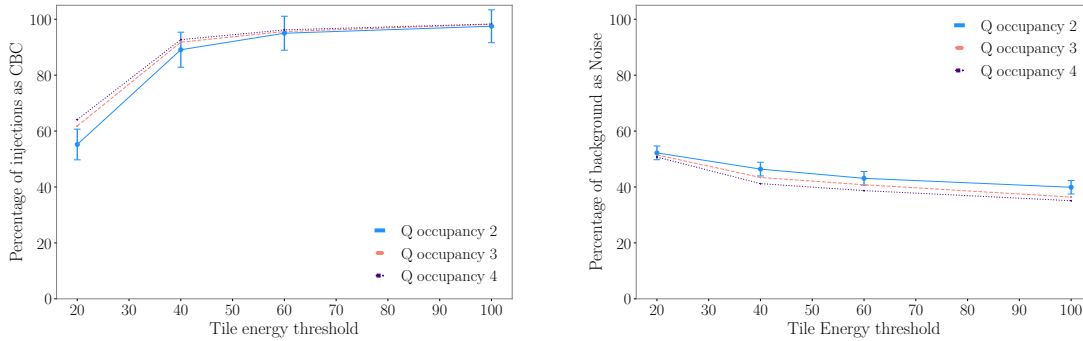 Percentage of injections as CBC
100
80
60
40
20
0
20 30 40 50 60 70 80 90 100
Tile energy threshold
Q occupancy 2
Q occupancy 3
Q occupancy 4
Percentage of background as Noise
100
80
60
40
20
0
20 30 40 50 60 70 80 90 100
Tile Energy threshold
Q occupancy 2
Q occupancy 3
Q occupancy 4